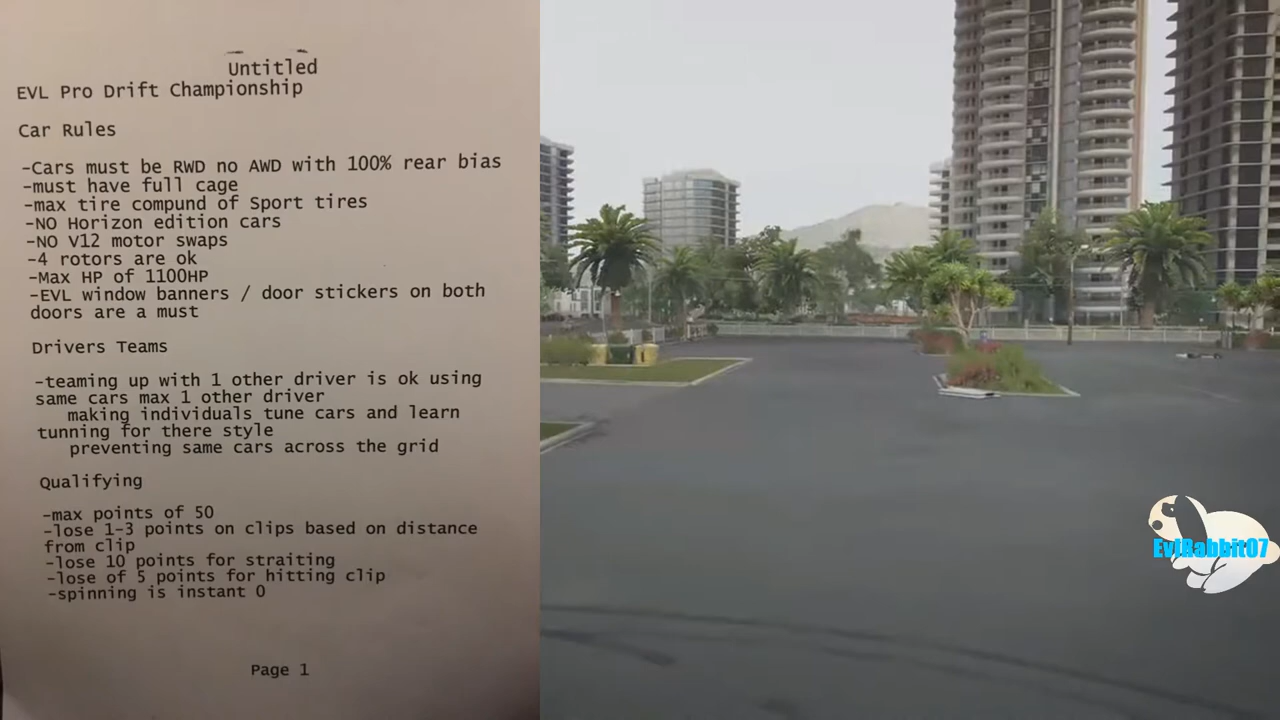 Untitled
EVL Pro Drift Championship
Car Rules
-Cars must be RWD no AWD with 100% rear bias
-must have full cage
-max tire compund of Sport tires
-NO Horizon edition cars
-NO V12 motor swaps
-4 rotors are ok
-Max HP of 1100HP
-EVL window banners / door stickers on both
doors are a must
Drivers Teams
-teaming up with 1 other driver is ok using
same cars max 1 other driver
making individuals tune cars and learn
tunning for there style
preventing same cars across the grid
Qualifying
-max points of 50
-lose 1-3 points on clips based on distance
from clip
-lose 10 points for straiting
-lose of 5 points for hitting clip
-spinning is instant 0
Page 1
EvlRabbit07